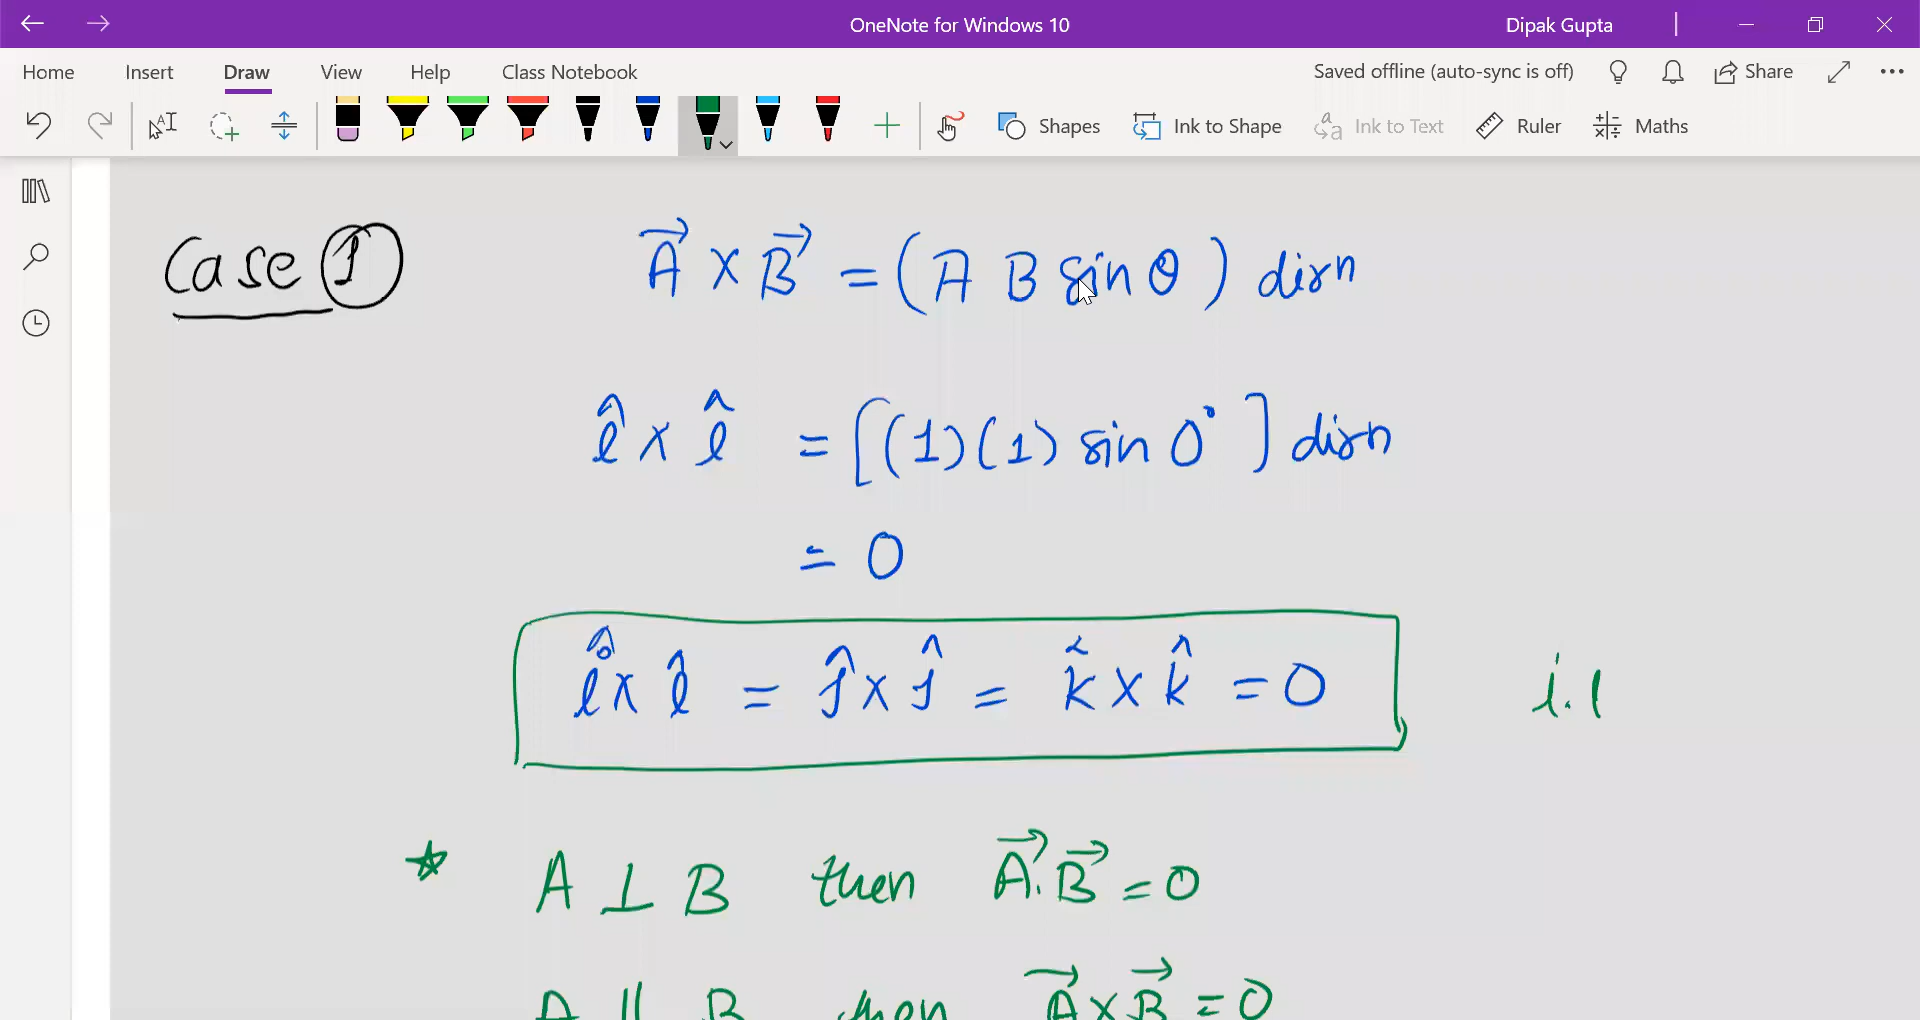 OneNote for Windows 10 Dipak Gupta
Home Insert Draw View Help Class Notebook Saved offline (auto-sync is off) Share
Shapes Ink to Shape Ink to Text Ruler Maths
Case 1 A⃗ × B⃗ = (A B sin θ) dirn
î × î = [(1)(1) sin 0°] dirn
= 0
î × î = ĵ × ĵ = k̂ × k̂ = 0 i.
★ A ⊥ B then A⃗.B⃗ = 0
A || B then A⃗ × B⃗ = 0